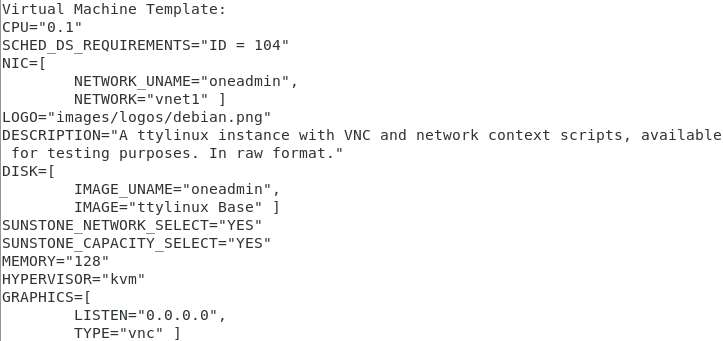 Virtual Machine Template:
CPU="0.1"
SCHED_DS_REQUIREMENTS="ID = 104"
NIC=[
        NETWORK_UNAME="oneadmin",
        NETWORK="vnet1" ]
LOGO="images/logos/debian.png"
DESCRIPTION="A ttylinux instance with VNC and network context scripts, available
 for testing purposes. In raw format."
DISK=[
        IMAGE_UNAME="oneadmin",
        IMAGE="ttylinux Base" ]
SUNSTONE_NETWORK_SELECT="YES"
SUNSTONE_CAPACITY_SELECT="YES"
MEMORY="128"
HYPERVISOR="kvm"
GRAPHICS=[
        LISTEN="0.0.0.0",
        TYPE="vnc" ]